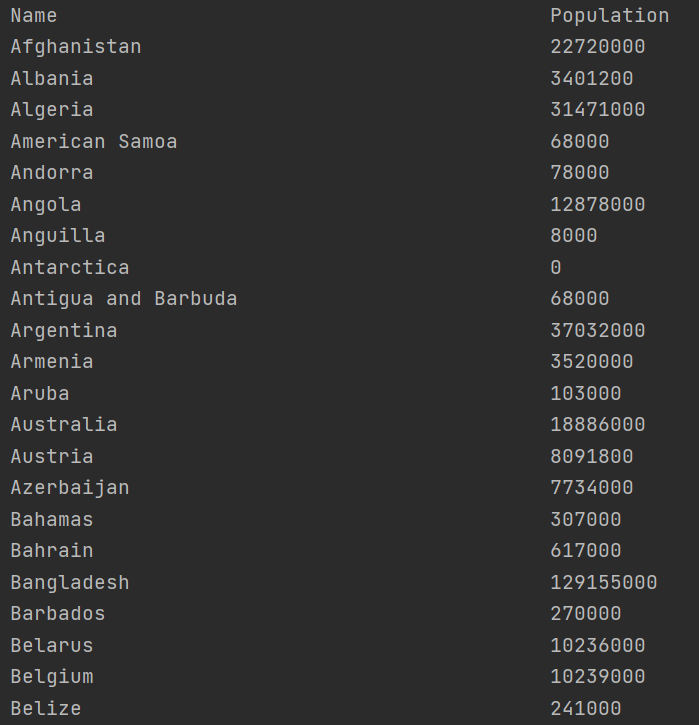 Name Population
Afghanistan 22720000
Albania 3401200
Algeria 31471000
American Samoa 68000
Andorra 78000
Angola 12878000
Anguilla 8000
Antarctica 0
Antigua and Barbuda 68000
Argentina 37032000
Armenia 3520000
Aruba 103000
Australia 18886000
Austria 8091800
Azerbaijan 7734000
Bahamas 307000
Bahrain 617000
Bangladesh 129155000
Barbados 270000
Belarus 10236000
Belgium 10239000
Belize 241000